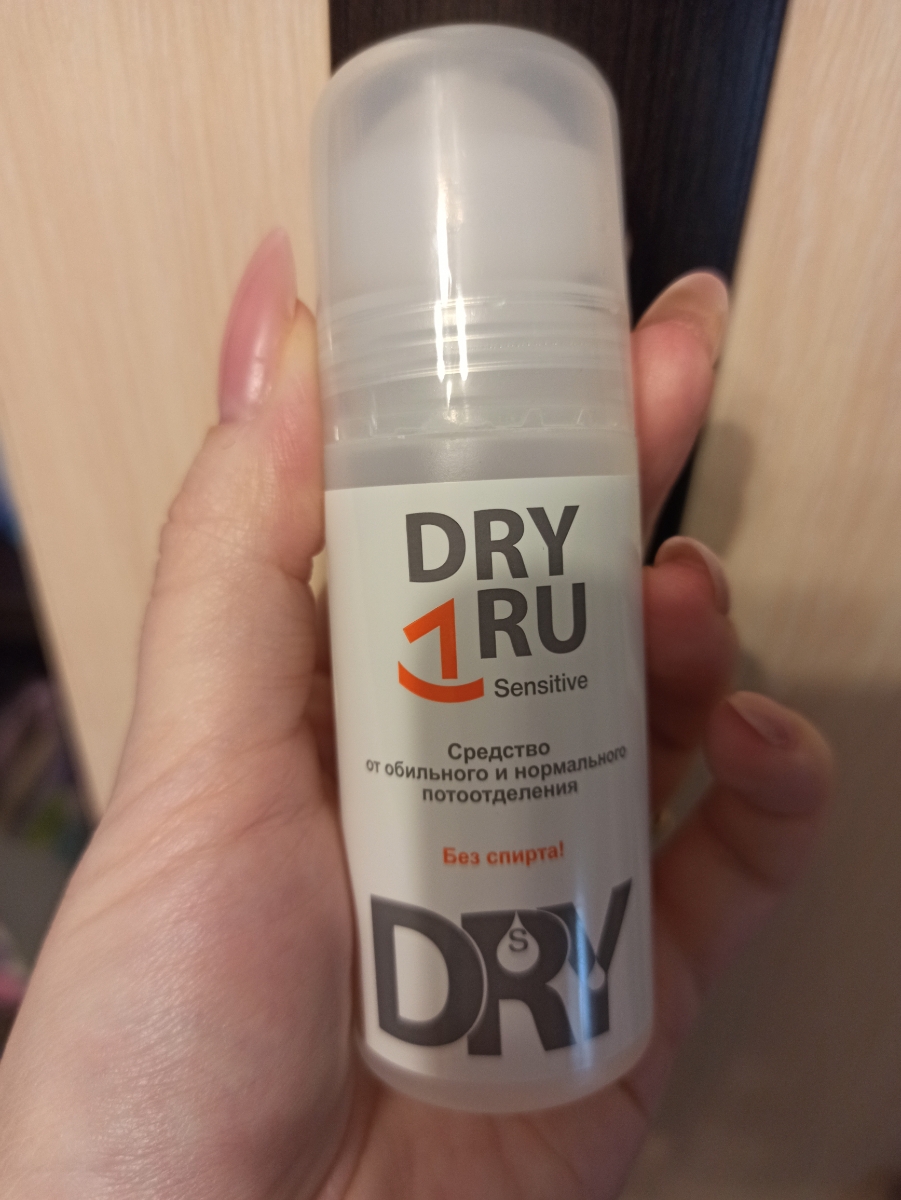 DRY
RU
Sensitive
Средство
от обильного и нормального
потоотделения
Без спирта!
DRY
S